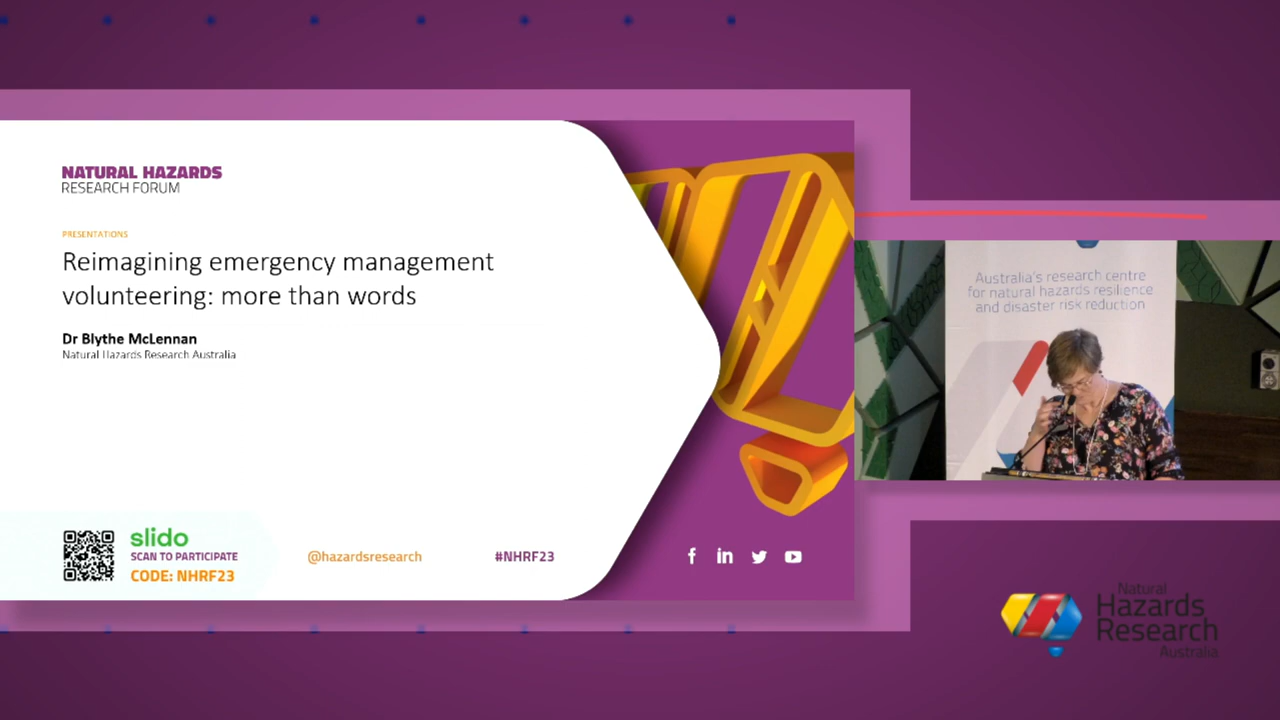 NATURAL HAZARDS
RESEARCH FORUM
PRESENTATIONS
Reimagining emergency management
volunteering: more than words
Dr Blythe McLennan
Natural Hazards Research Australia
slido
SCAN TO PARTICIPATE
CODE: NHRF23
@hazardsresearch
#NHRF23
Australia's research centre
for natural hazards resilience
and disaster risk reduction
Natural
Hazards
Research
Australia